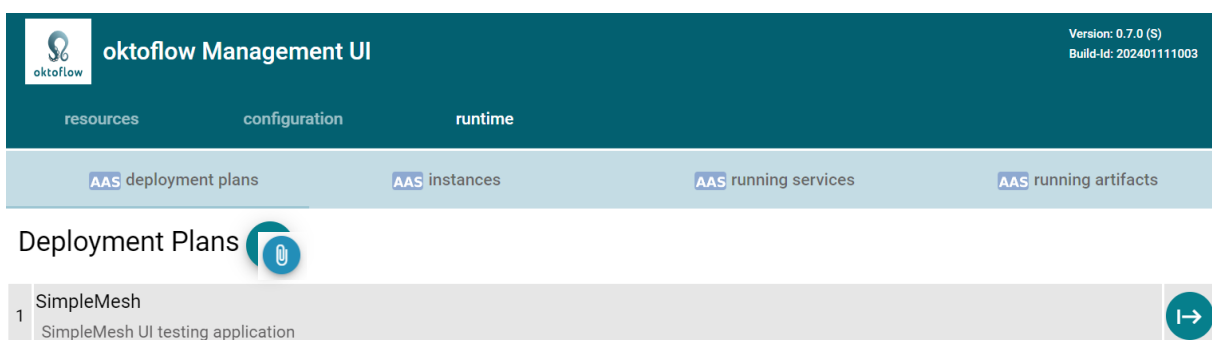 oktoflow
oktoflow Management UI
Version: 0.7.0 (S)
Build-Id: 202401111003
resources configuration runtime
AAS deployment plans AAS instances AAS running services AAS running artifacts
Deployment Plans
1
SimpleMesh
SimpleMesh UI testing application